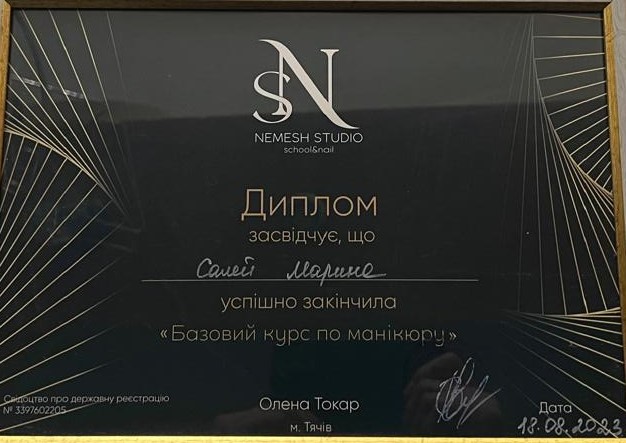 SN
NEMESH STUDIO
school&nail
Диплом
засвідчує, що
Салей Марина
успішно закінчила
«Базовий курс по манікюру»
Свідоцтво про державну реєстрацію
№ 3397602205
Олена Токар
м. Тячів
Дата
18.08.2023